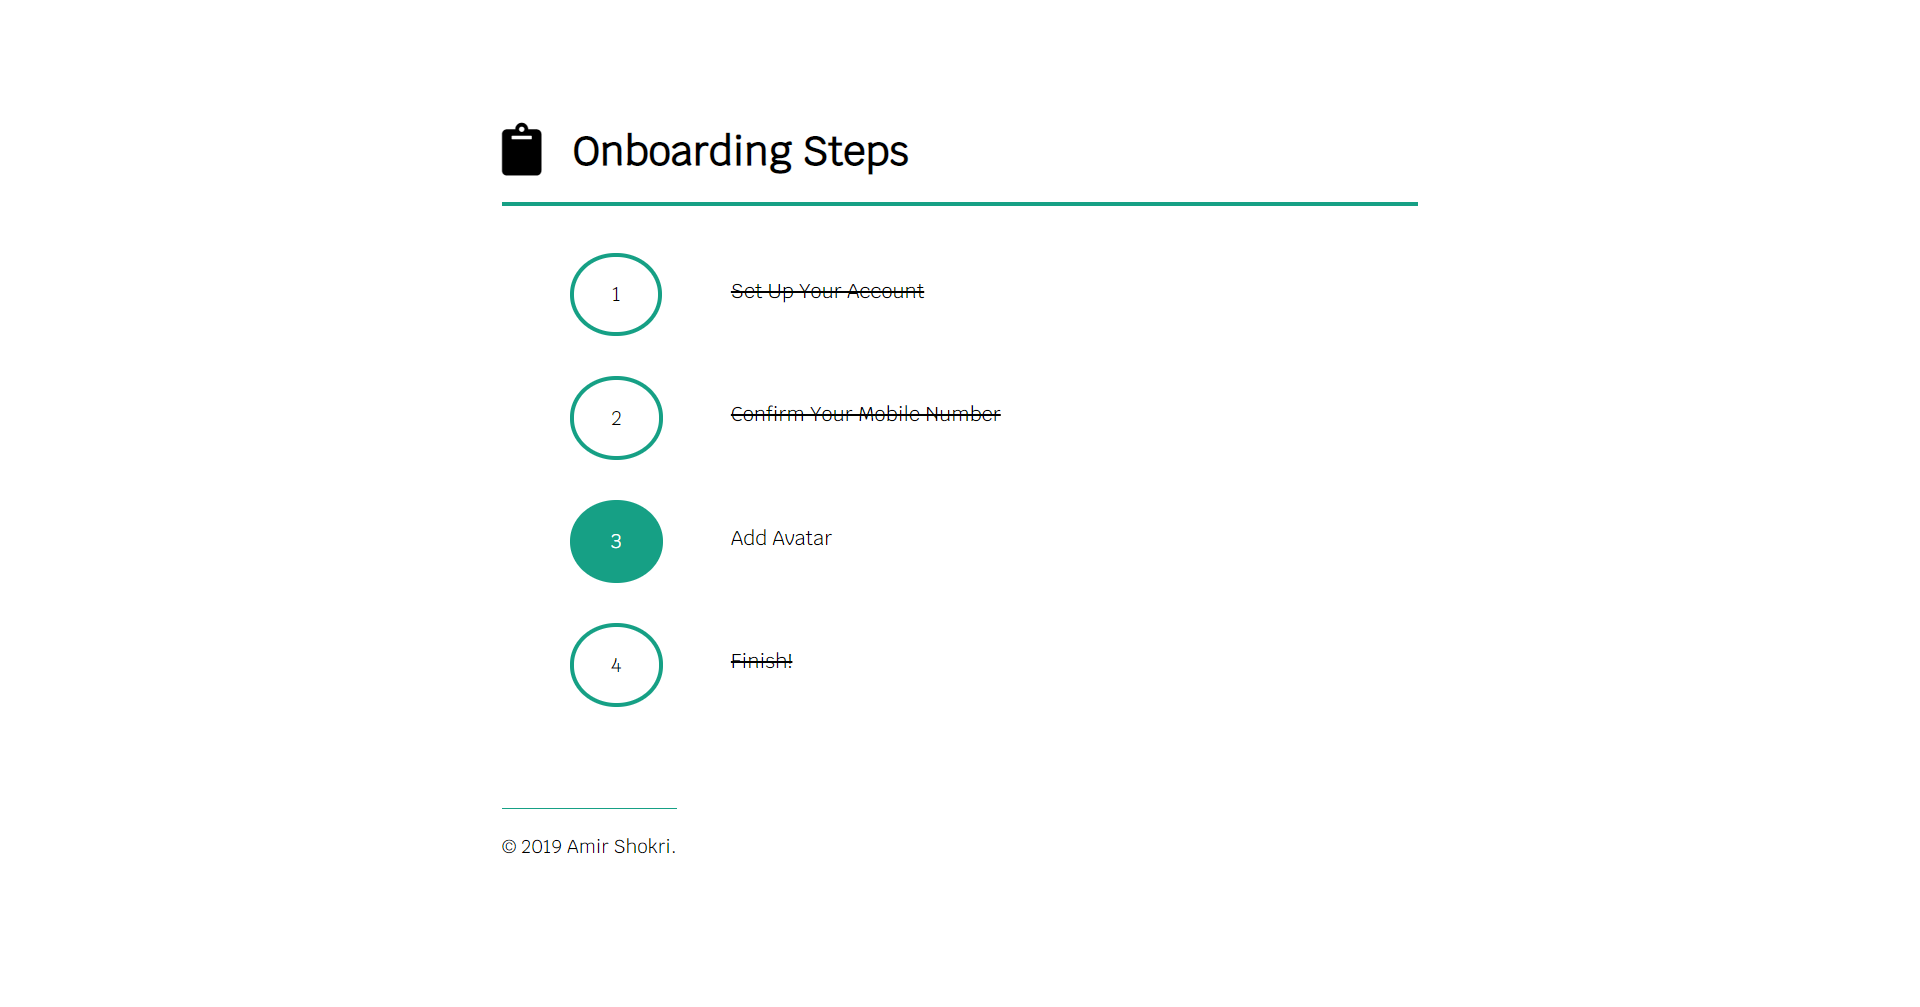 Onboarding Steps
1 Set Up Your Account
2 Confirm Your Mobile Number
3 Add Avatar
4 Finish!
© 2019 Amir Shokri.